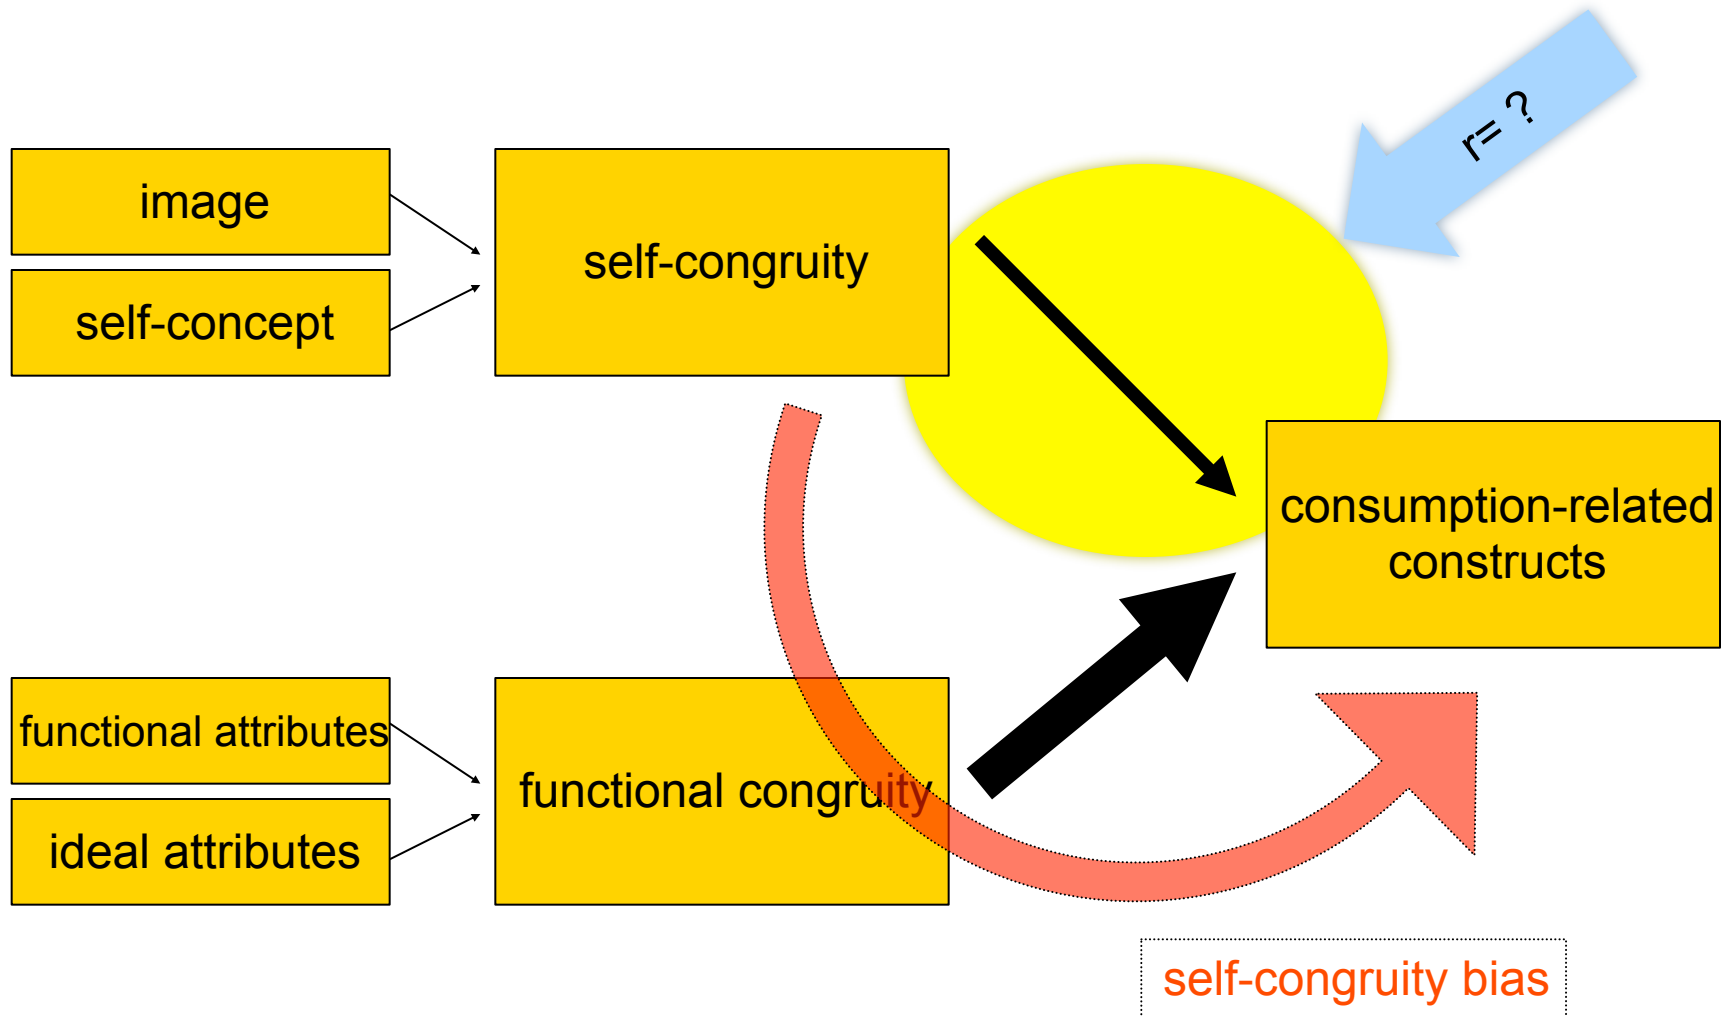 r= ?
image
self-concept
self-congruity
consumption-related
constructs
functional attributes
ideal attributes
functional congruity
self-congruity bias